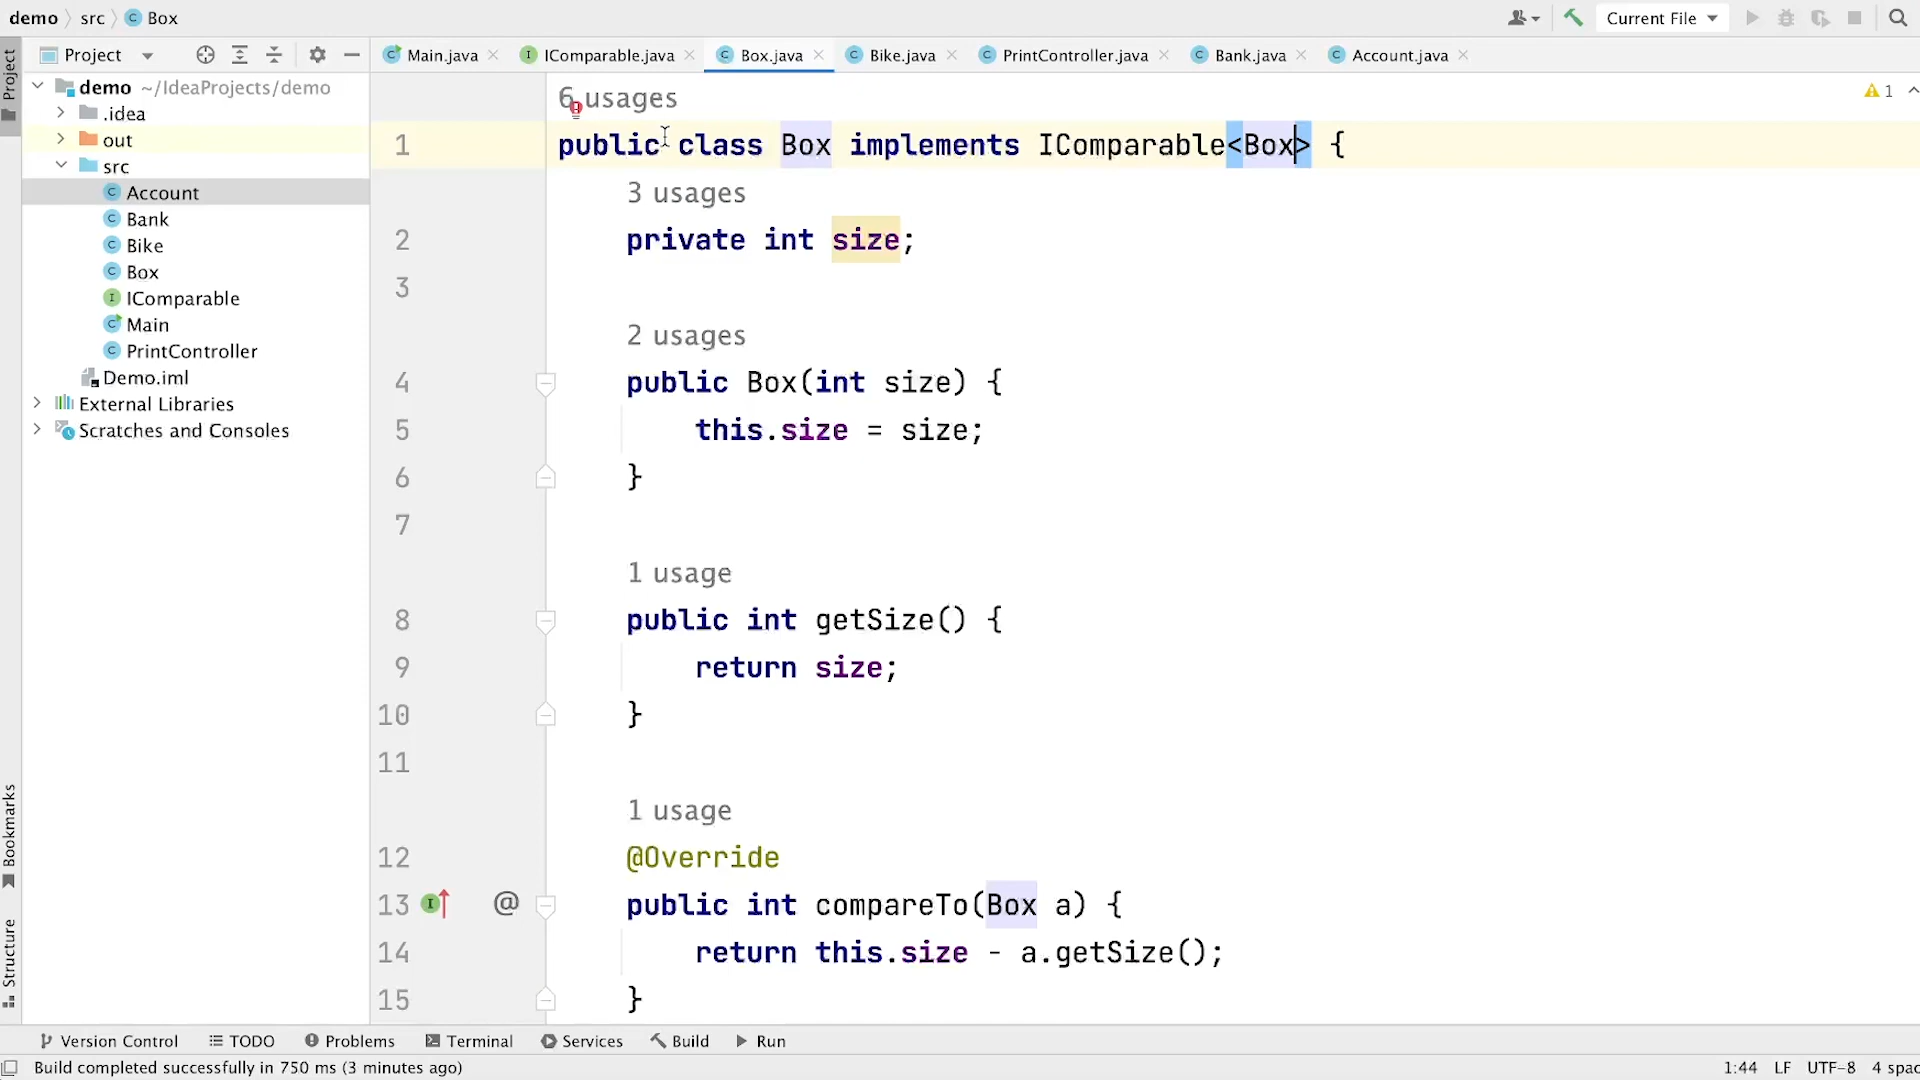 demo src Box
Current File
Project
Main.java IComparable.java Box.java Bike.java PrintController.java Bank.java Account.java
Project
demo ~/IdeaProjects/demo
.idea
out
src
Account
Bank
Bike
Box
IComparable
Main
PrintController
Demo.iml
External Libraries
Scratches and Consoles
Bookmarks
Structure
6 usages
1
1 public class Box implements IComparable<Box> {
3 usages
2 private int size;
3
2 usages
4 public Box(int size) {
5 this.size = size;
6 }
7
1 usage
8 public int getSize() {
9 return size;
10 }
11
1 usage
12 @Override
13 @ public int compareTo(Box a) {
14 return this.size - a.getSize();
15 }
Version Control TODO Problems Terminal Services Build Run
Build completed successfully in 750 ms (3 minutes ago)
1:44 LF UTF-8 4 spac